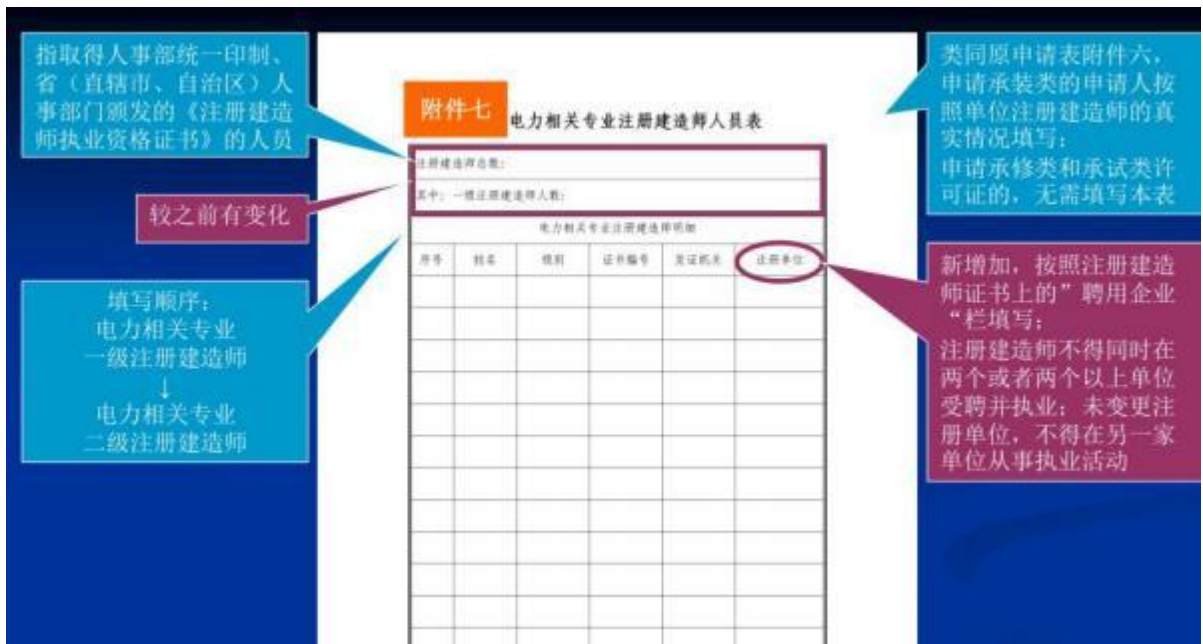 指取得人事部统一印制、
省（直辖市、自治区）人
事部门颁发的《注册建造
师执业资格证书》的人员
较之前有变化
填写顺序：
电力相关专业
一级注册建造师
↓
电力相关专业
二级注册建造师
附件七
电力相关专业注册建造师人员表
注册建造师总数：
其中：一级注册建造师人数：
电力相关专业注册建造师明细
序号 姓名 级别 证书编号 发证机关 注册单位
类同原申请表附件六，
申请承装类的申请人按
照单位注册建造师的真
实情况填写；
申请承修类和承试类许
可证的，无需填写本表
新增加，按照注册建造
师证书上的”聘用企业
“栏填写；
注册建造师不得同时在
两个或者两个以上单位
受聘并执业；未变更注
册单位，不得在另一家
单位从事执业活动